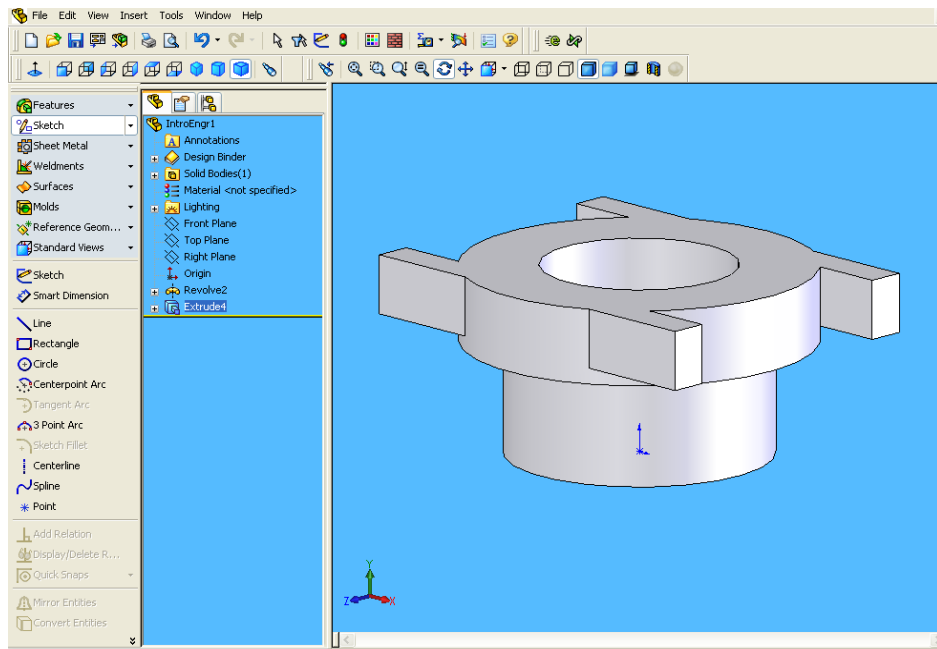 File Edit View Insert Tools Window Help
Features
Sketch
Sheet Metal
Weldments
Surfaces
Molds
Reference Geom...
Standard Views
Sketch
Smart Dimension
Line
Rectangle
Circle
Centerpoint Arc
Tangent Arc
3 Point Arc
Sketch Fillet
Centerline
Spline
Point
Add Relation
Display/Delete R...
Quick Snaps
Mirror Entities
Convert Entities
IntroEngr1
Annotations
Design Binder
Solid Bodies(1)
Material <not specified>
Lighting
Front Plane
Top Plane
Right Plane
Origin
Revolve2
Extrude4
Y
Z X